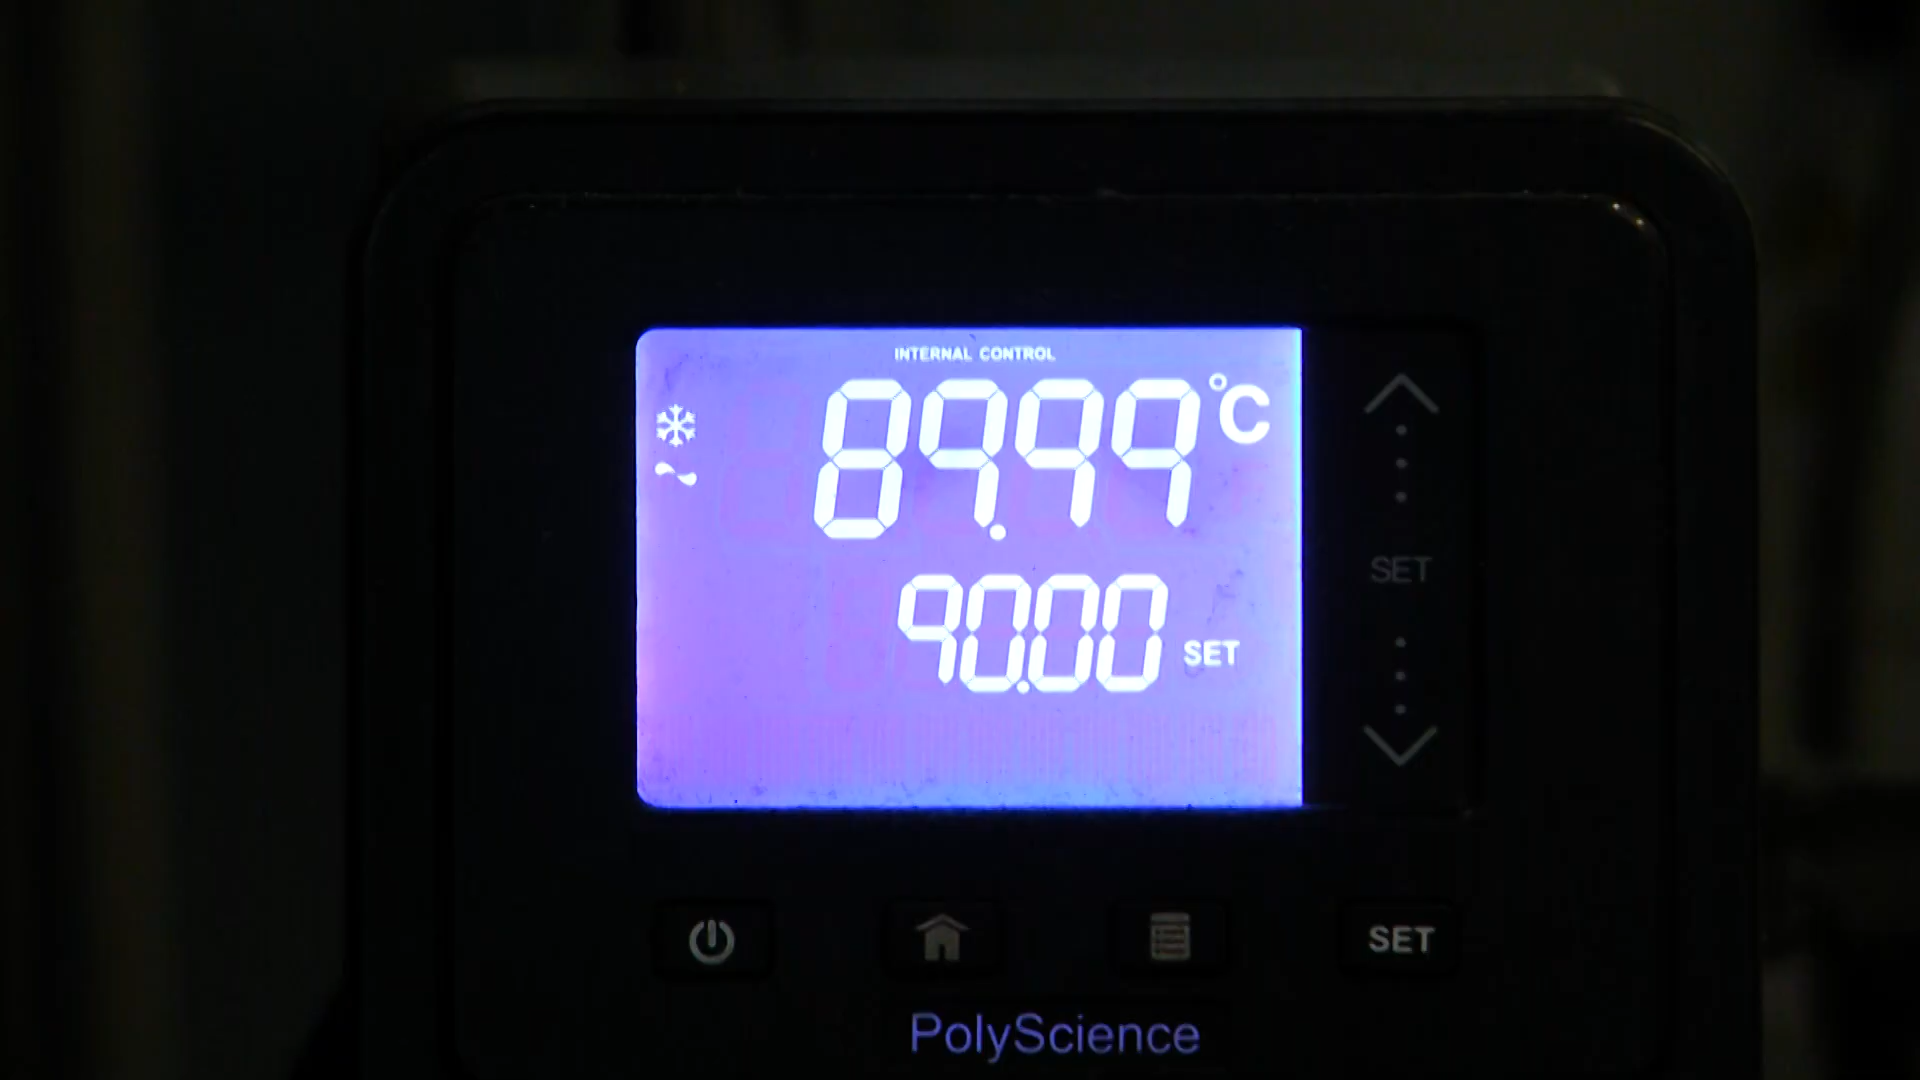 INTERNAL CONTROL
89.99 °C
90.00 SET
SET
SET
PolyScience